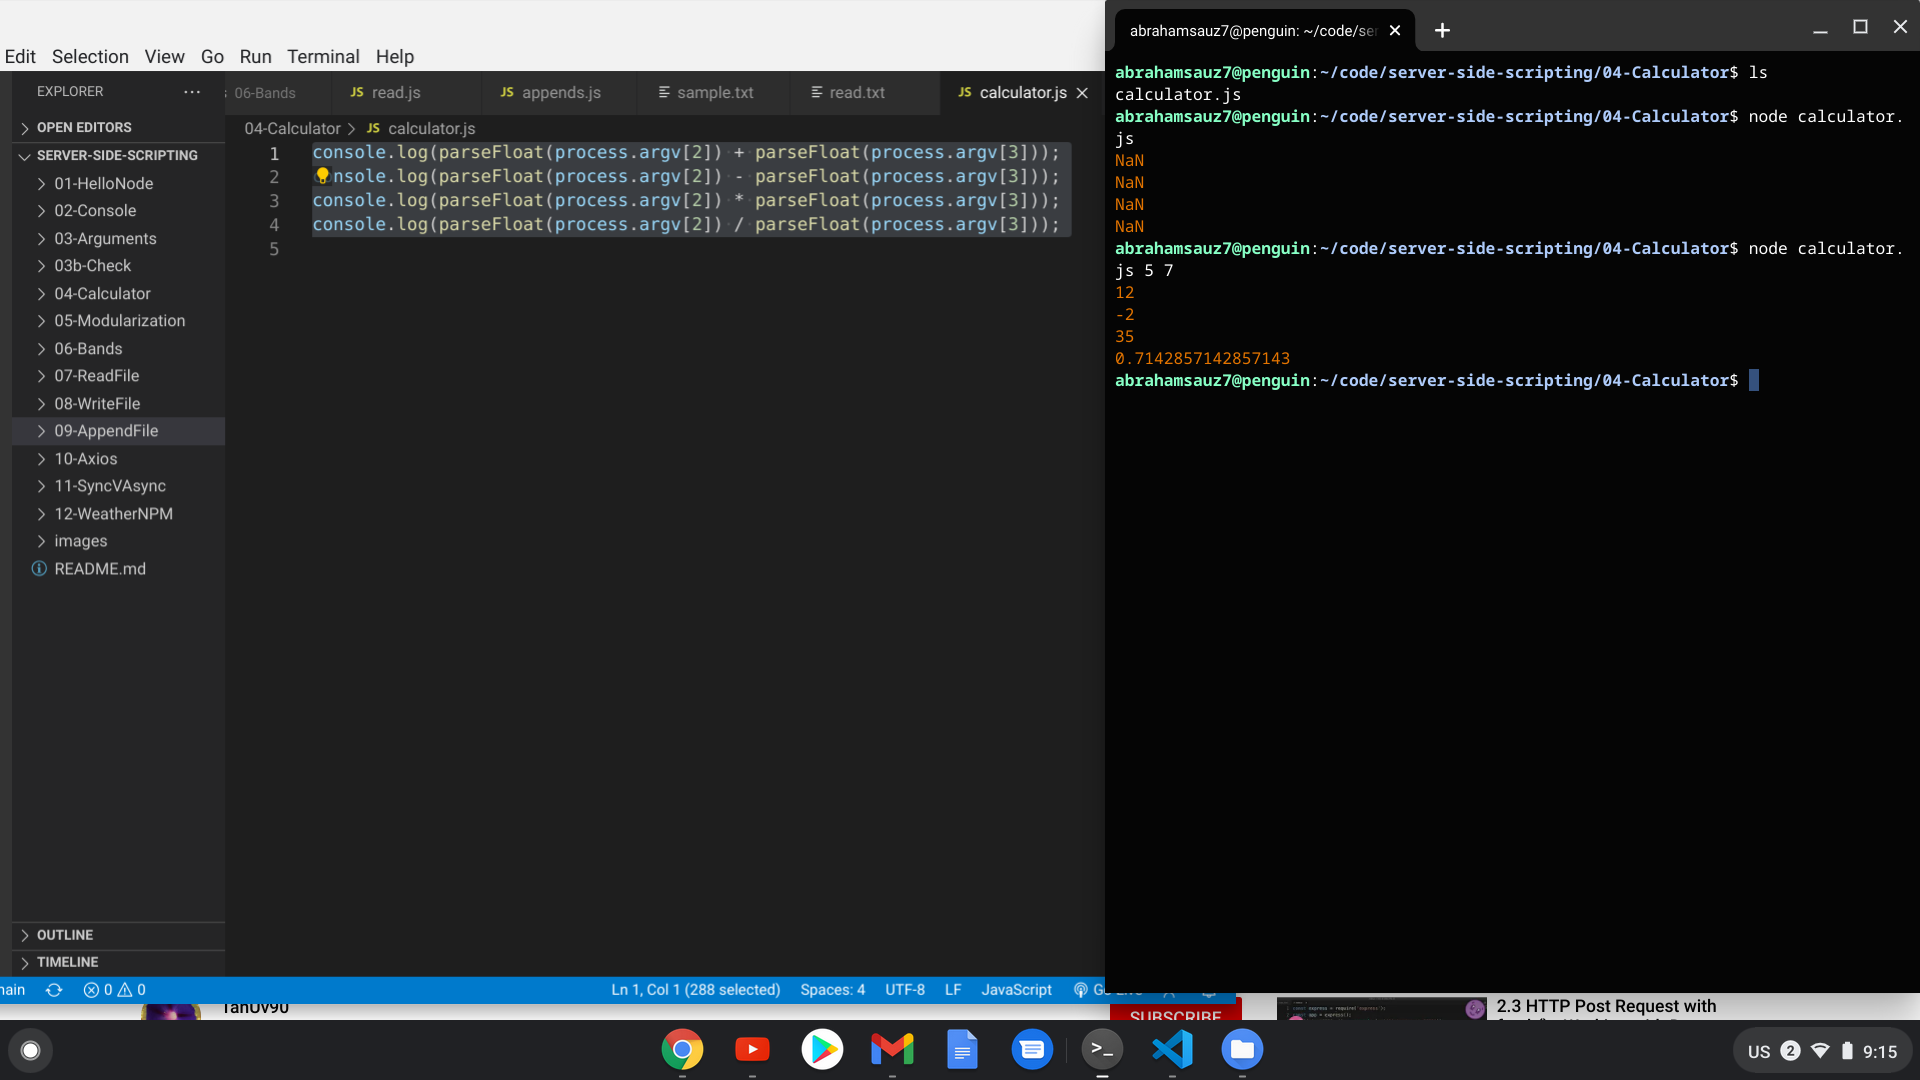 Edit Selection View Go Run Terminal Help
EXPLORER ...
OPEN EDITORS
SERVER-SIDE-SCRIPTING
01-HelloNode
02-Console
03-Arguments
03b-Check
04-Calculator
05-Modularization
06-Bands
07-ReadFile
08-WriteFile
09-AppendFile
10-Axios
11-SyncVAsync
12-WeatherNPM
images
README.md
OUTLINE
TIMELINE
06-Bands JS read.js JS appends.js sample.txt read.txt JS calculator.js
04-Calculator > JS calculator.js
1 console.log(parseFloat(process.argv[2]) + parseFloat(process.argv[3]));
2 nsole.log(parseFloat(process.argv[2]) - parseFloat(process.argv[3]));
3 console.log(parseFloat(process.argv[2]) * parseFloat(process.argv[3]));
4 console.log(parseFloat(process.argv[2]) / parseFloat(process.argv[3]));
5
0 0 Ln 1, Col 1 (288 selected) Spaces: 4 UTF-8 LF JavaScript
abrahamsauz7@penguin: ~/code/ser
abrahamsauz7@penguin:~/code/server-side-scripting/04-Calculator$ ls
calculator.js
abrahamsauz7@penguin:~/code/server-side-scripting/04-Calculator$ node calculator.
js
NaN
NaN
NaN
NaN
abrahamsauz7@penguin:~/code/server-side-scripting/04-Calculator$ node calculator.
js 5 7
12
-2
35
0.7142857142857143
abrahamsauz7@penguin:~/code/server-side-scripting/04-Calculator$
TanUv90
SUBSCRIBE
2.3 HTTP Post Request with
US 2 9:15